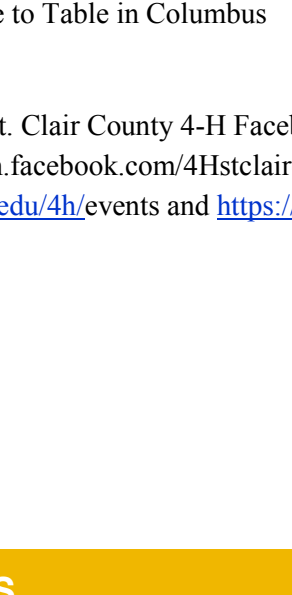 e to Table in Columbus
t. Clair County 4-H Faceb
n.facebook.com/4Hstclair
edu/4h/events and https:/
s